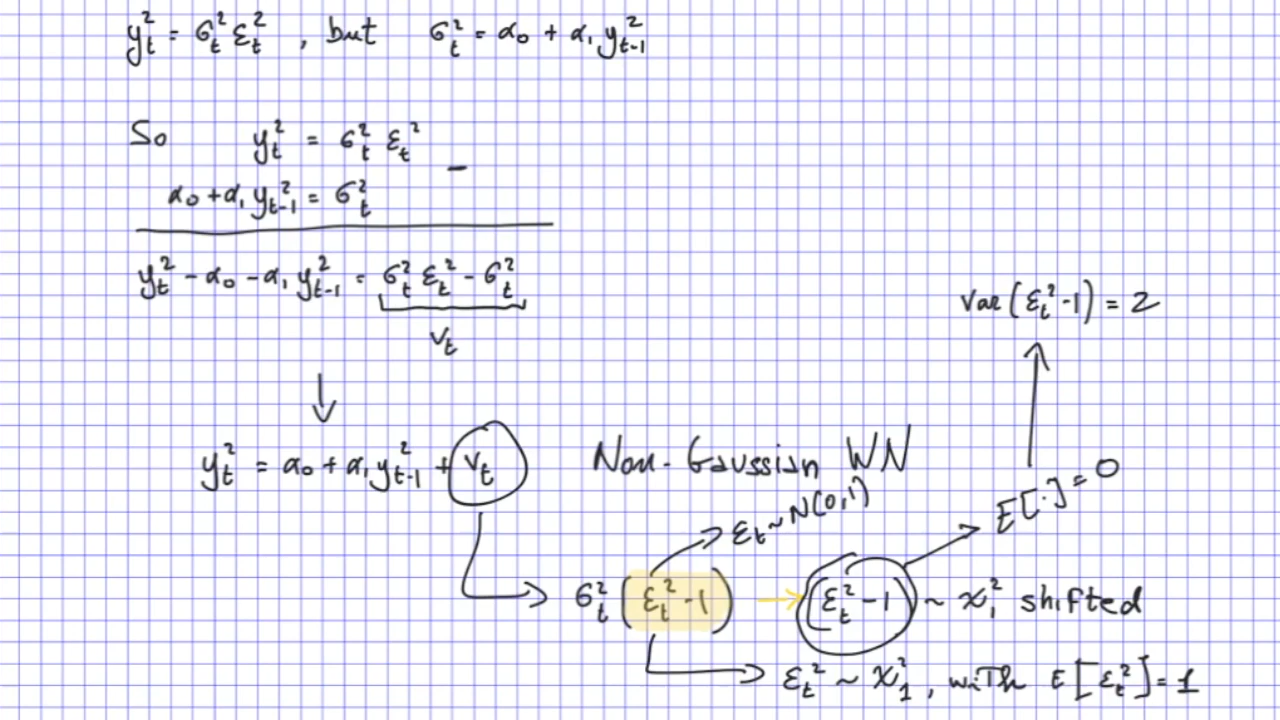 y_t^2 = σ_t^2 ε_t^2 , but σ_t^2 = α_0 + α_1 y_{t-1}^2
So y_t^2 = σ_t^2 ε_t^2
α_0 + α_1 y_{t-1}^2 = σ_t^2 −
y_t^2 - α_0 - α_1 y_{t-1}^2 = σ_t^2 ε_t^2 - σ_t^2
v_t
Var(ε_t^2 - 1) = 2
y_t^2 = α_0 + α_1 y_{t-1}^2 + v_t Non-Gaussian WN
ε_t ~ N(0,1)
E[·] = 0
σ_t^2 (ε_t^2 - 1) → (ε_t^2 - 1) ~ χ_1^2 shifted
ε_t^2 ~ χ_1^2, with E[ε_t^2] = 1